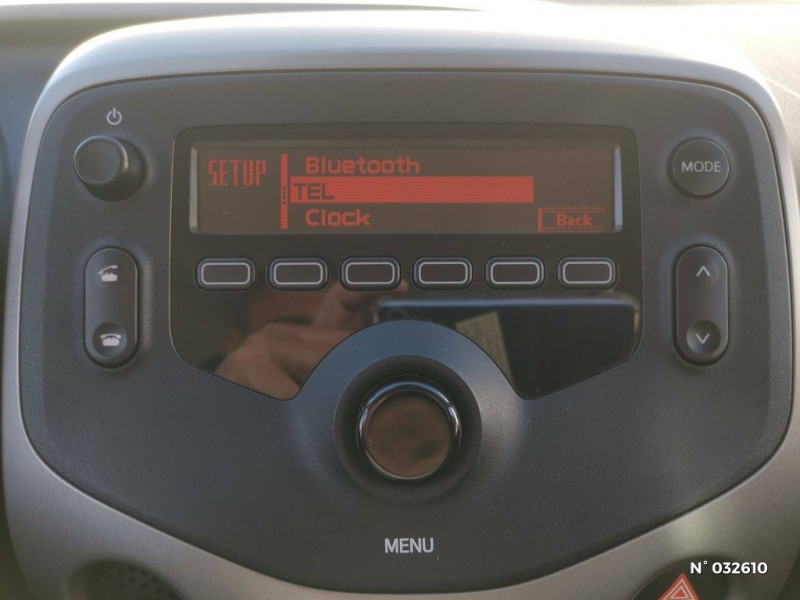 SETUP
Bluetooth
TEL
Clock
Back
MODE
MENU
N° 032610